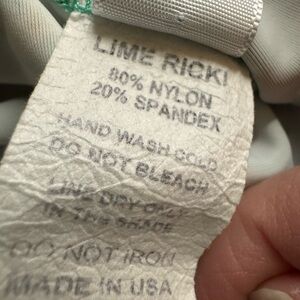 LIME RICKI
80% NYLON
20% SPANDEX
HAND WASH COLD
DO NOT BLEACH
LINE DRY ONLY
IN THE SHADE
DO NOT IRON
MADE IN USA